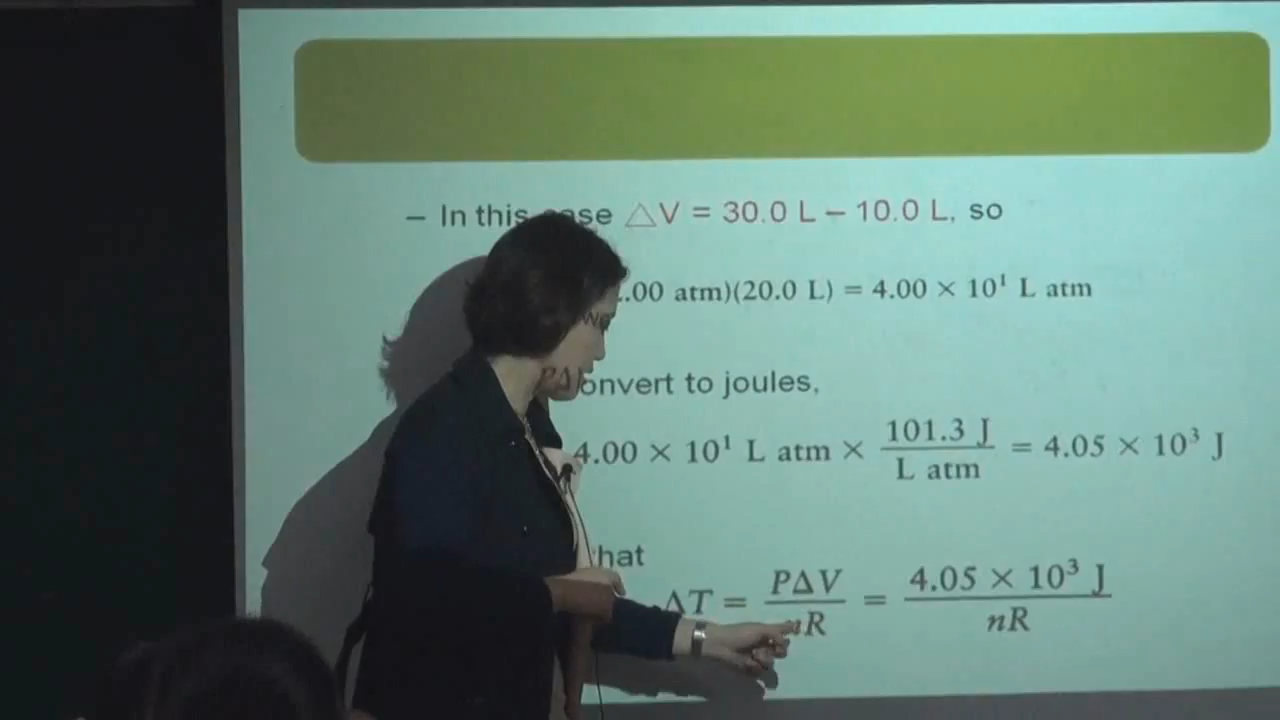 – In this case △V = 30.0 L – 10.0 L, so
.00 atm)(20.0 L) = 4.00 × 10¹ L atm
onvert to joules,
4.00 × 10¹ L atm × 101.3 J / L atm = 4.05 × 10³ J
hat
ΔT = PΔV / nR = 4.05 × 10³ J / nR